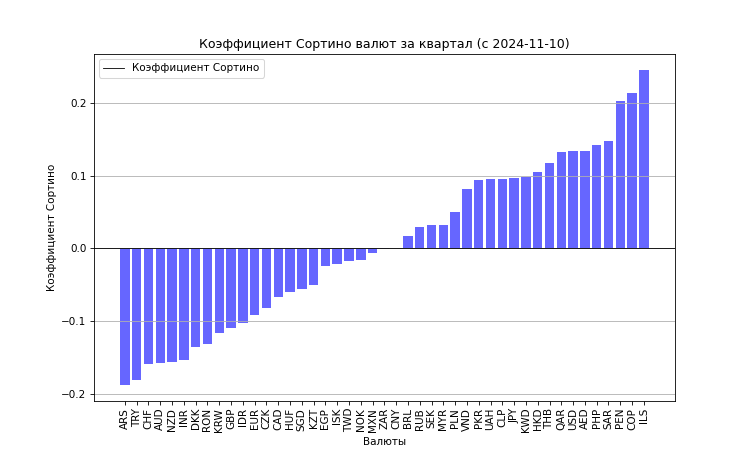 Коэффициент Сортино валют за квартал (с 2024-11-10)
Коэффициент Сортино
Коэффициент Сортино
0.2
0.1
0.0
−0.1
−0.2
ARS
TRY
CHF
AUD
NZD
INR
DKK
RON
KRW
GBP
IDR
EUR
CZK
CAD
HUF
SGD
KZT
EGP
ISK
TWD
NOK
MXN
ZAR
CNY
BRL
RUB
SEK
MYR
PLN
VND
PKR
UAH
CLP
JPY
KWD
HKD
THB
QAR
USD
AED
PHP
SAR
PEN
COP
ILS
Валюты